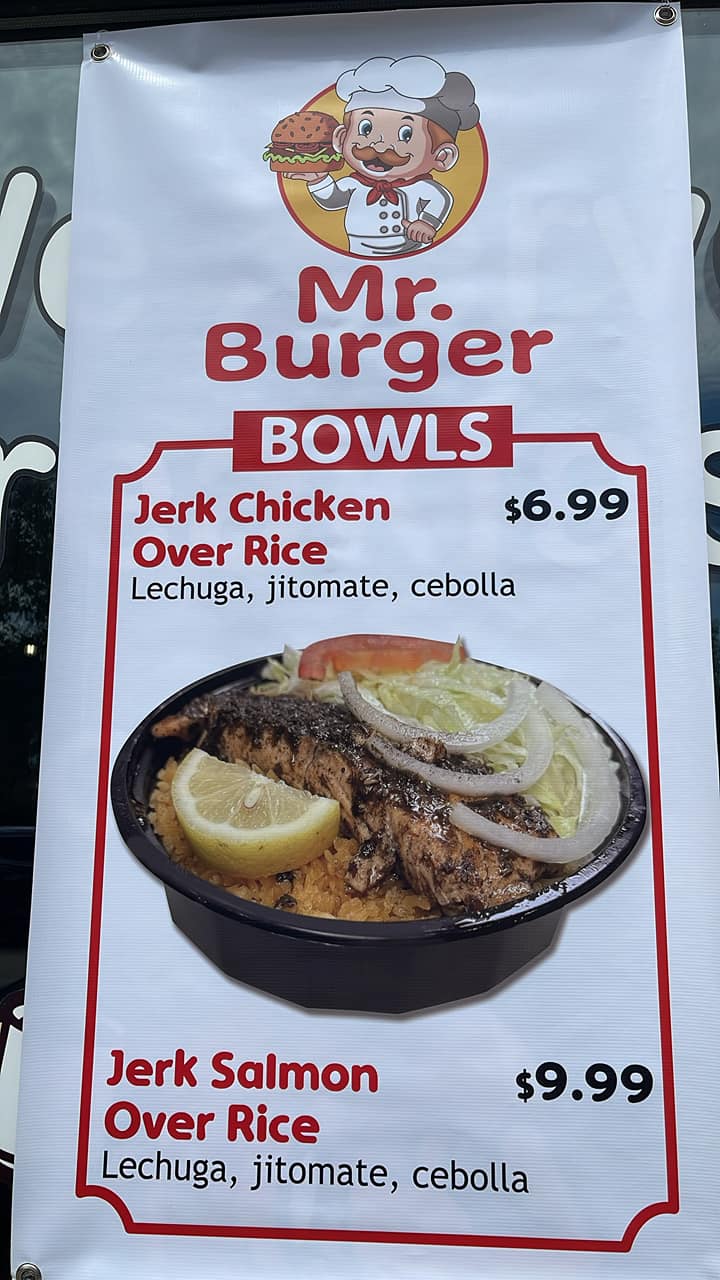 Mr.
Burger
BOWLS
Jerk Chicken $6.99
Over Rice
Lechuga, jitomate, cebolla
Jerk Salmon $9.99
Over Rice
Lechuga, jitomate, cebolla